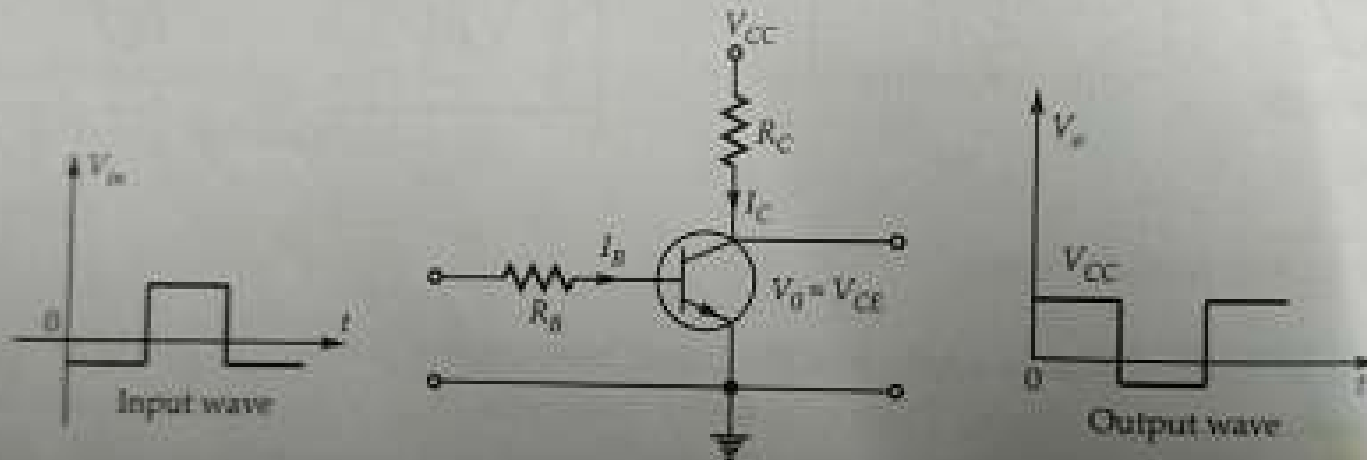 V_in
0
t
Input wave
V_CC
R_C
I_C
I_B
R_B
V_0 = V_CE
V_o
V_CC
0
t
Output wave